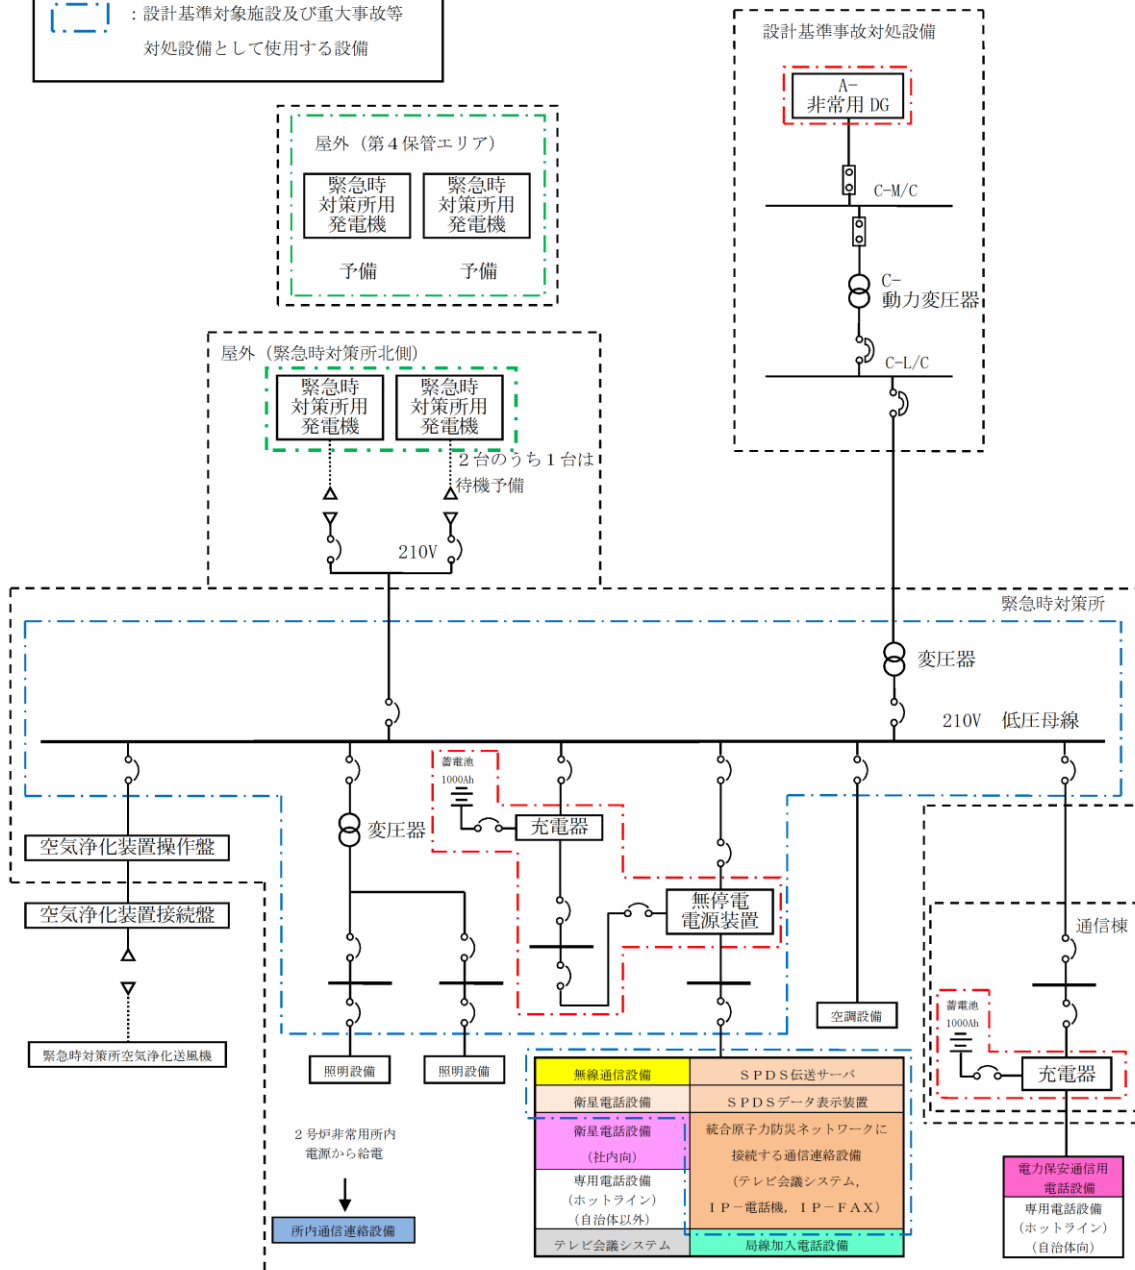 ：設計基準対象施設及び重大事故等
対処設備として使用する設備
設計基準事故対処設備
A-
非常用 DG
C-M/C
C-
動力変圧器
C-L/C
屋外（第４保管エリア）
緊急時
対策所用
発電機
緊急時
対策所用
発電機
予備
予備
屋外（緊急時対策所北側）
緊急時
対策所用
発電機
緊急時
対策所用
発電機
２台のうち１台は
待機予備
210V
緊急時対策所
変圧器
210V 低圧母線
蓄電池
1000Ah
充電器
変圧器
空気浄化装置操作盤
空気浄化装置接続盤
無停電
電源装置
通信棟
蓄電池
1000Ah
充電器
空調設備
緊急時対策所空気浄化送風機
照明設備
照明設備
無線通信設備
ＳＰＤＳ伝送サーバ
衛星電話設備
ＳＰＤＳデータ表示装置
衛星電話設備
（社内向）
統合原子力防災ネットワークに
接続する通信連絡設備
（テレビ会議システム，
ＩＰ－電話機，ＩＰ－ＦＡＸ）
専用電話設備
（ホットライン）
（自治体以外）
テレビ会議システム
局線加入電話設備
２号炉非常用所内
電源から給電
所内通信連絡設備
電力保安通信用
電話設備
専用電話設備
（ホットライン）
（自治体向）